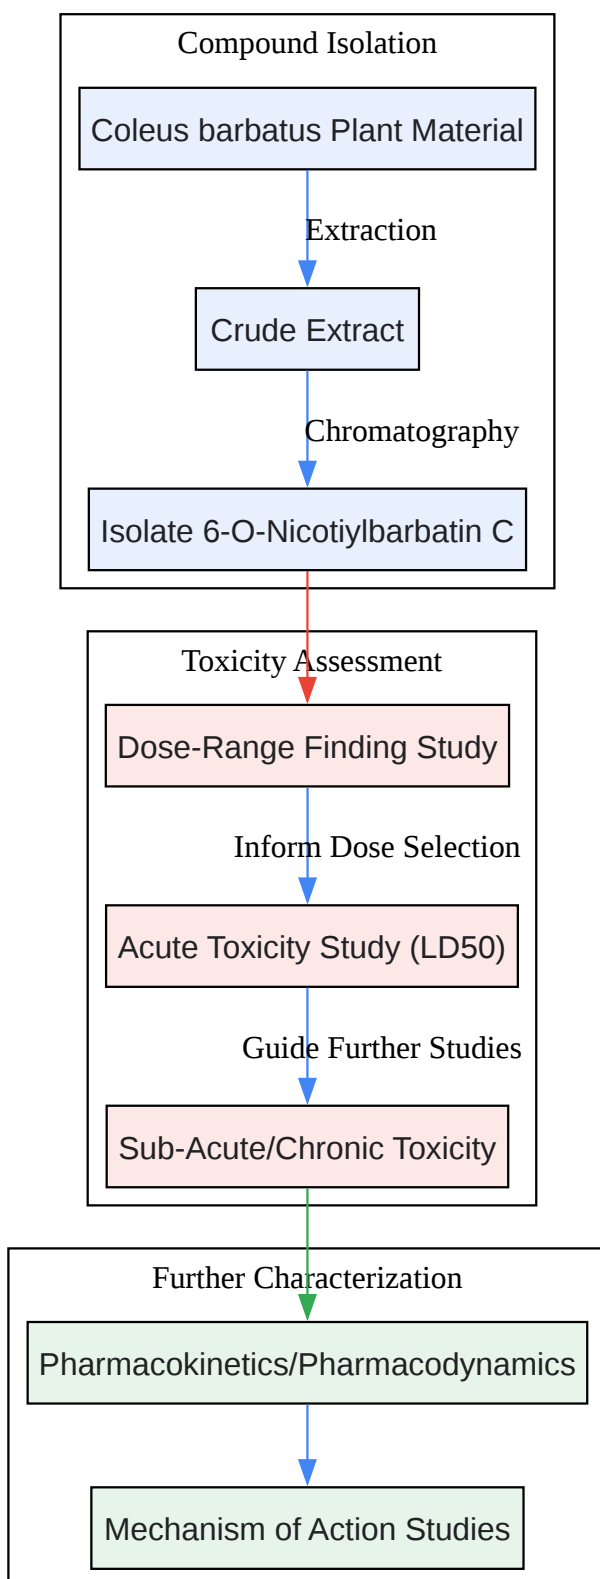 Compound Isolation
Coleus barbatus Plant Material
Extraction
Crude Extract
Chromatography
Isolate 6-O-Nicotiylbarbatin C
Toxicity Assessment
Dose-Range Finding Study
Inform Dose Selection
Acute Toxicity Study (LD50)
Guide Further Studies
Sub-Acute/Chronic Toxicity
Further Characterization
Pharmacokinetics/Pharmacodynamics
Mechanism of Action Studies